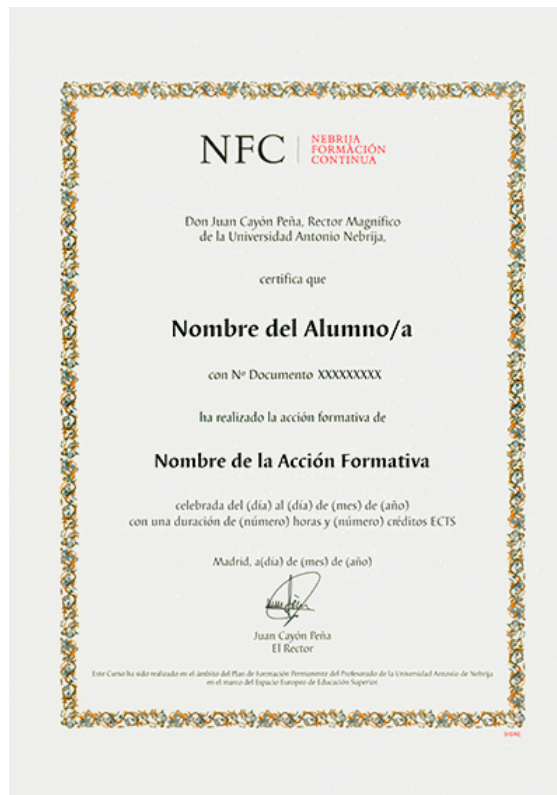 NFC
NEBRIJA
FORMACIÓN
CONTINUA
Don Juan Cayón Peña, Rector Magnífico
de la Universidad Antonio Nebrija,
certifica que
Nombre del Alumno/a
con Nº Documento XXXXXXXXX
ha realizado la acción formativa de
Nombre de la Acción Formativa
celebrada del (día) al (día) de (mes) de (año)
con una duración de (número) horas y (número) créditos ECTS
Madrid, a(día) de (mes) de (año)
Juan Cayón Peña
El Rector
Este Curso ha sido realizado en el ámbito del Plan de Formación Permanente del Profesorado de la Universidad Antonio de Nebrija
en el marco del Espacio Europeo de Educación Superior.
SIGNE